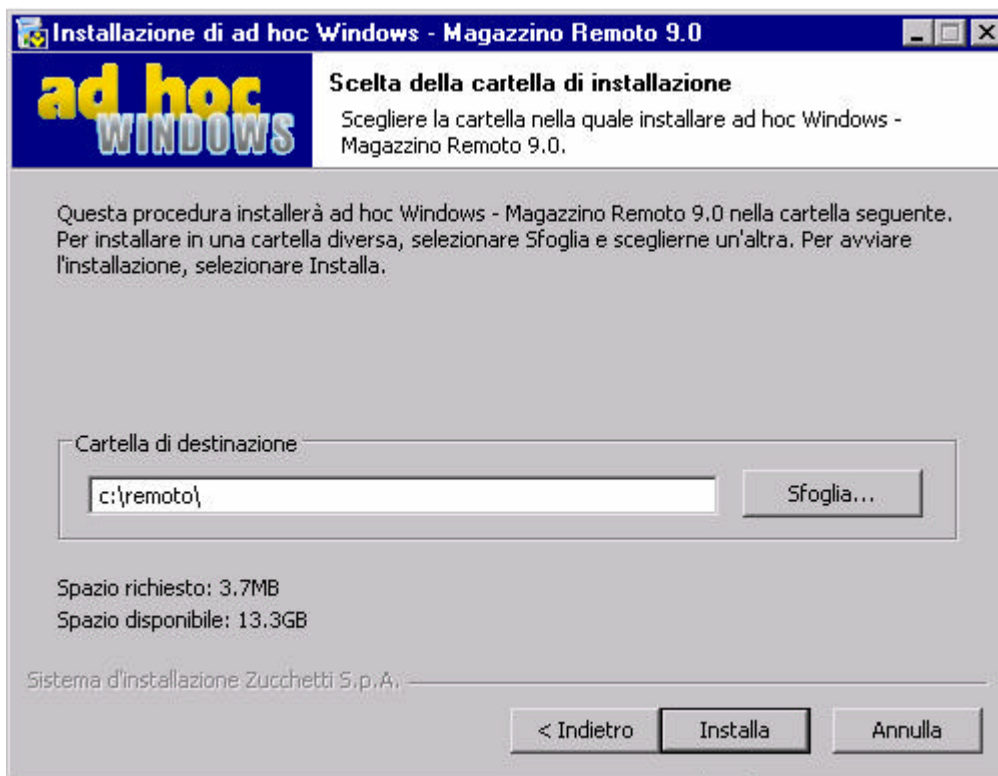 Installazione di ad hoc Windows - Magazzino Remoto 9.0
ad hoc
WINDOWS
Scelta della cartella di installazione
Scegliere la cartella nella quale installare ad hoc Windows -
Magazzino Remoto 9.0.
Questa procedura installerà ad hoc Windows - Magazzino Remoto 9.0 nella cartella seguente.
Per installare in una cartella diversa, selezionare Sfoglia e sceglierne un'altra. Per avviare
l'installazione, selezionare Installa.
Cartella di destinazione
c:\remoto\
Sfoglia...
Spazio richiesto: 3.7MB
Spazio disponibile: 13.3GB
Sistema d'installazione Zucchetti S.p.A.
< Indietro
Installa
Annulla